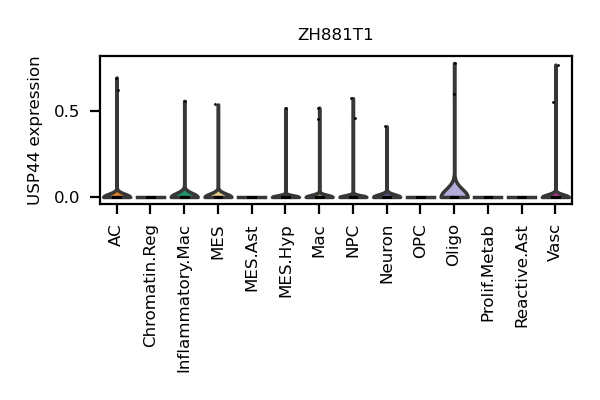 ZH881T1
USP44 expression
0.5
0.0
AC
Chromatin.Reg
Inflammatory.Mac
MES
MES.Ast
MES.Hyp
Mac
NPC
Neuron
OPC
Oligo
Prolif.Metab
Reactive.Ast
Vasc